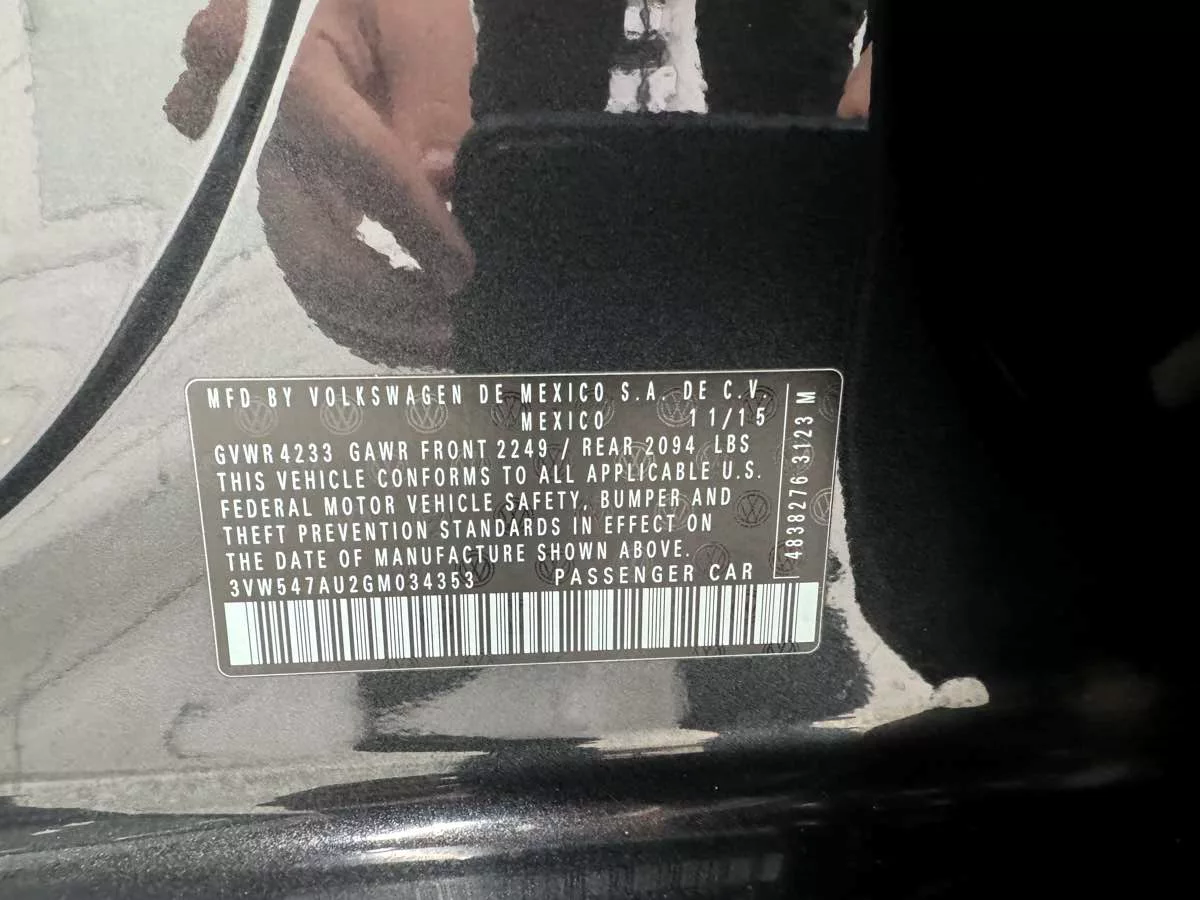 MFD BY VOLKSWAGEN DE MEXICO S.A. DE C.V.
MEXICO 11/15
GVWR 4233 GAWR FRONT 2249 / REAR 2094 LBS
THIS VEHICLE CONFORMS TO ALL APPLICABLE U.S.
FEDERAL MOTOR VEHICLE SAFETY, BUMPER AND
THEFT PREVENTION STANDARDS IN EFFECT ON
THE DATE OF MANUFACTURE SHOWN ABOVE.
3VW547AU2GM034353 PASSENGER CAR
4838276 3123 M